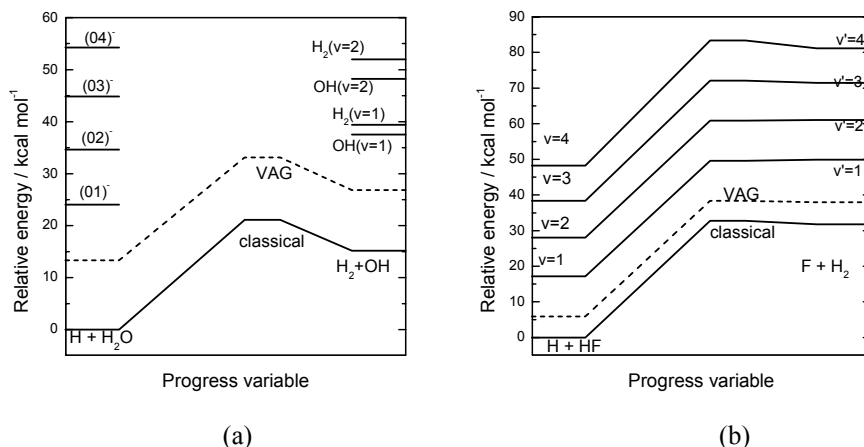 60
50
40
30
20
10
0
Relative energy / kcal mol⁻¹
(04)⁻
(03)⁻
(02)⁻
(01)⁻
H₂(v=2)
OH(v=2)
H₂(v=1)
OH(v=1)
VAG
classical
H₂+OH
H + H₂O
Progress variable
(a)
90
80
70
60
50
40
30
20
10
0
Relative energy / kcal mol⁻¹
v'=4
v'=3
v'=2
v'=1
v=4
v=3
v=2
v=1
VAG
classical
F + H₂
H + HF
Progress variable
(b)